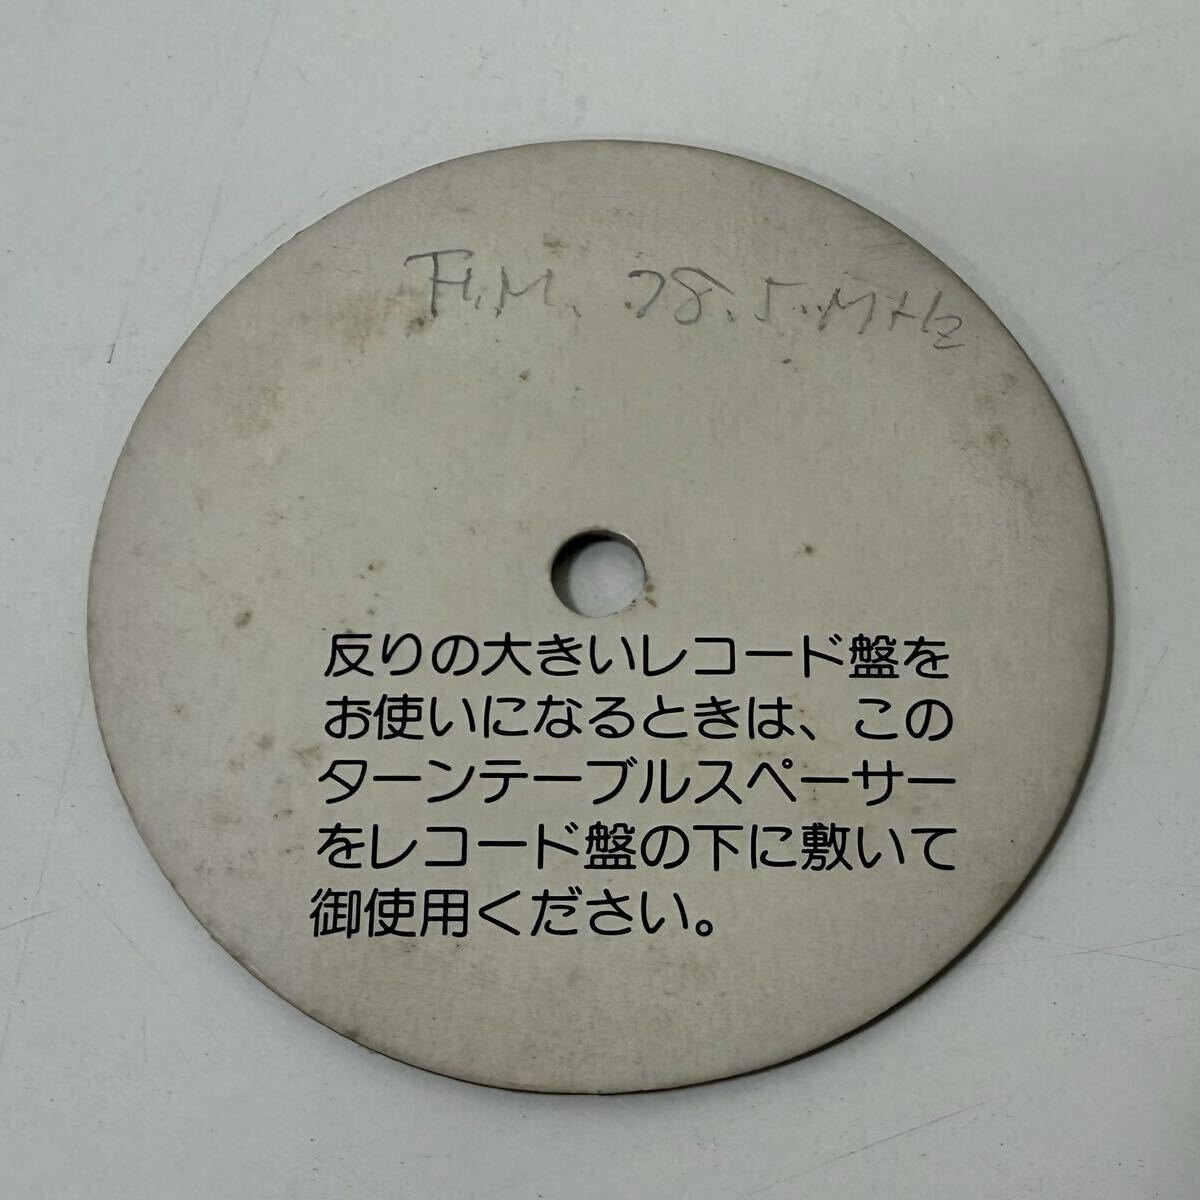 F.M. 78.5.MHz
反りの大きいレコード盤を
お使いになるときは、この
ターンテーブルスペーサー
をレコード盤の下に敷いて
御使用ください。